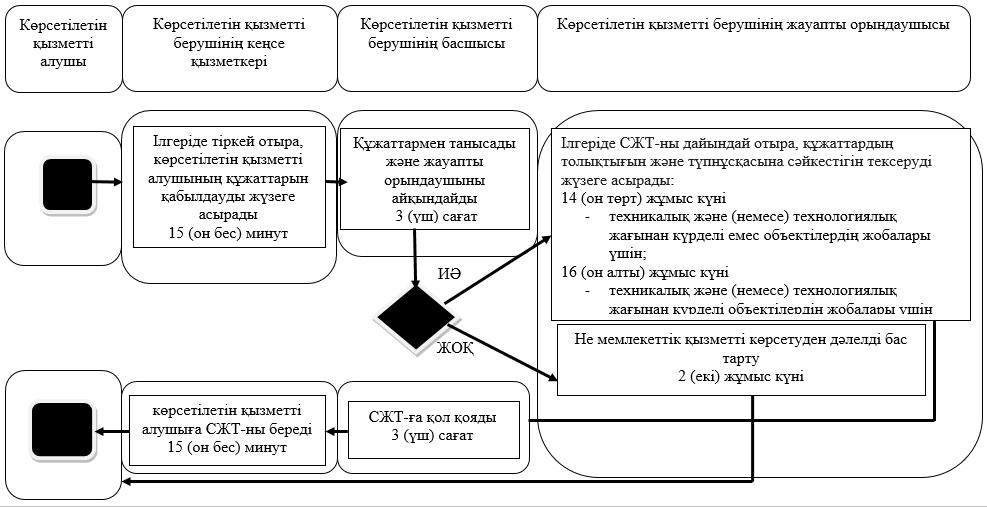 Көрсетілетін
қызметті
алушы
Көрсетілетін қызметті
берушінің кеңсе
қызметкері
Көрсетілетін қызметті
берушінің басшысы
Көрсетілетін қызметті берушінің жауапты орындаушысы
Ілгеріде тіркей отыра,
көрсетілетін қызметті
алушының құжаттарын
қабылдауды жүзеге
асырады
15 (он бес) минут
Құжаттармен танысады
және жауапты
орындаушыны
айқындайды
3 (үш) сағат
Ілгеріде СЖТ-ны дайындай отыра, құжаттардың
толықтығын және түпнұсқасына сәйкестігін тексеруді
жүзеге асырады:
14 (он төрт) жұмыс күні
- техникалық және (немесе) технологиялық
жағынан күрделі емес объектілердің жобалары
үшін;
16 (он алты) жұмыс күні
- техникалық және (немесе) технологиялық
жағынан күрделі объектілердің жобалары үшін
ИӘ
ЖОҚ
Не мемлекеттік қызметті көрсетуден дәлелді бас
тарту
2 (екі) жұмыс күні
көрсетілетін қызметті
алушыға СЖТ-ны береді
15 (он бес) минут
СЖТ-ға қол қояды
3 (үш) сағат